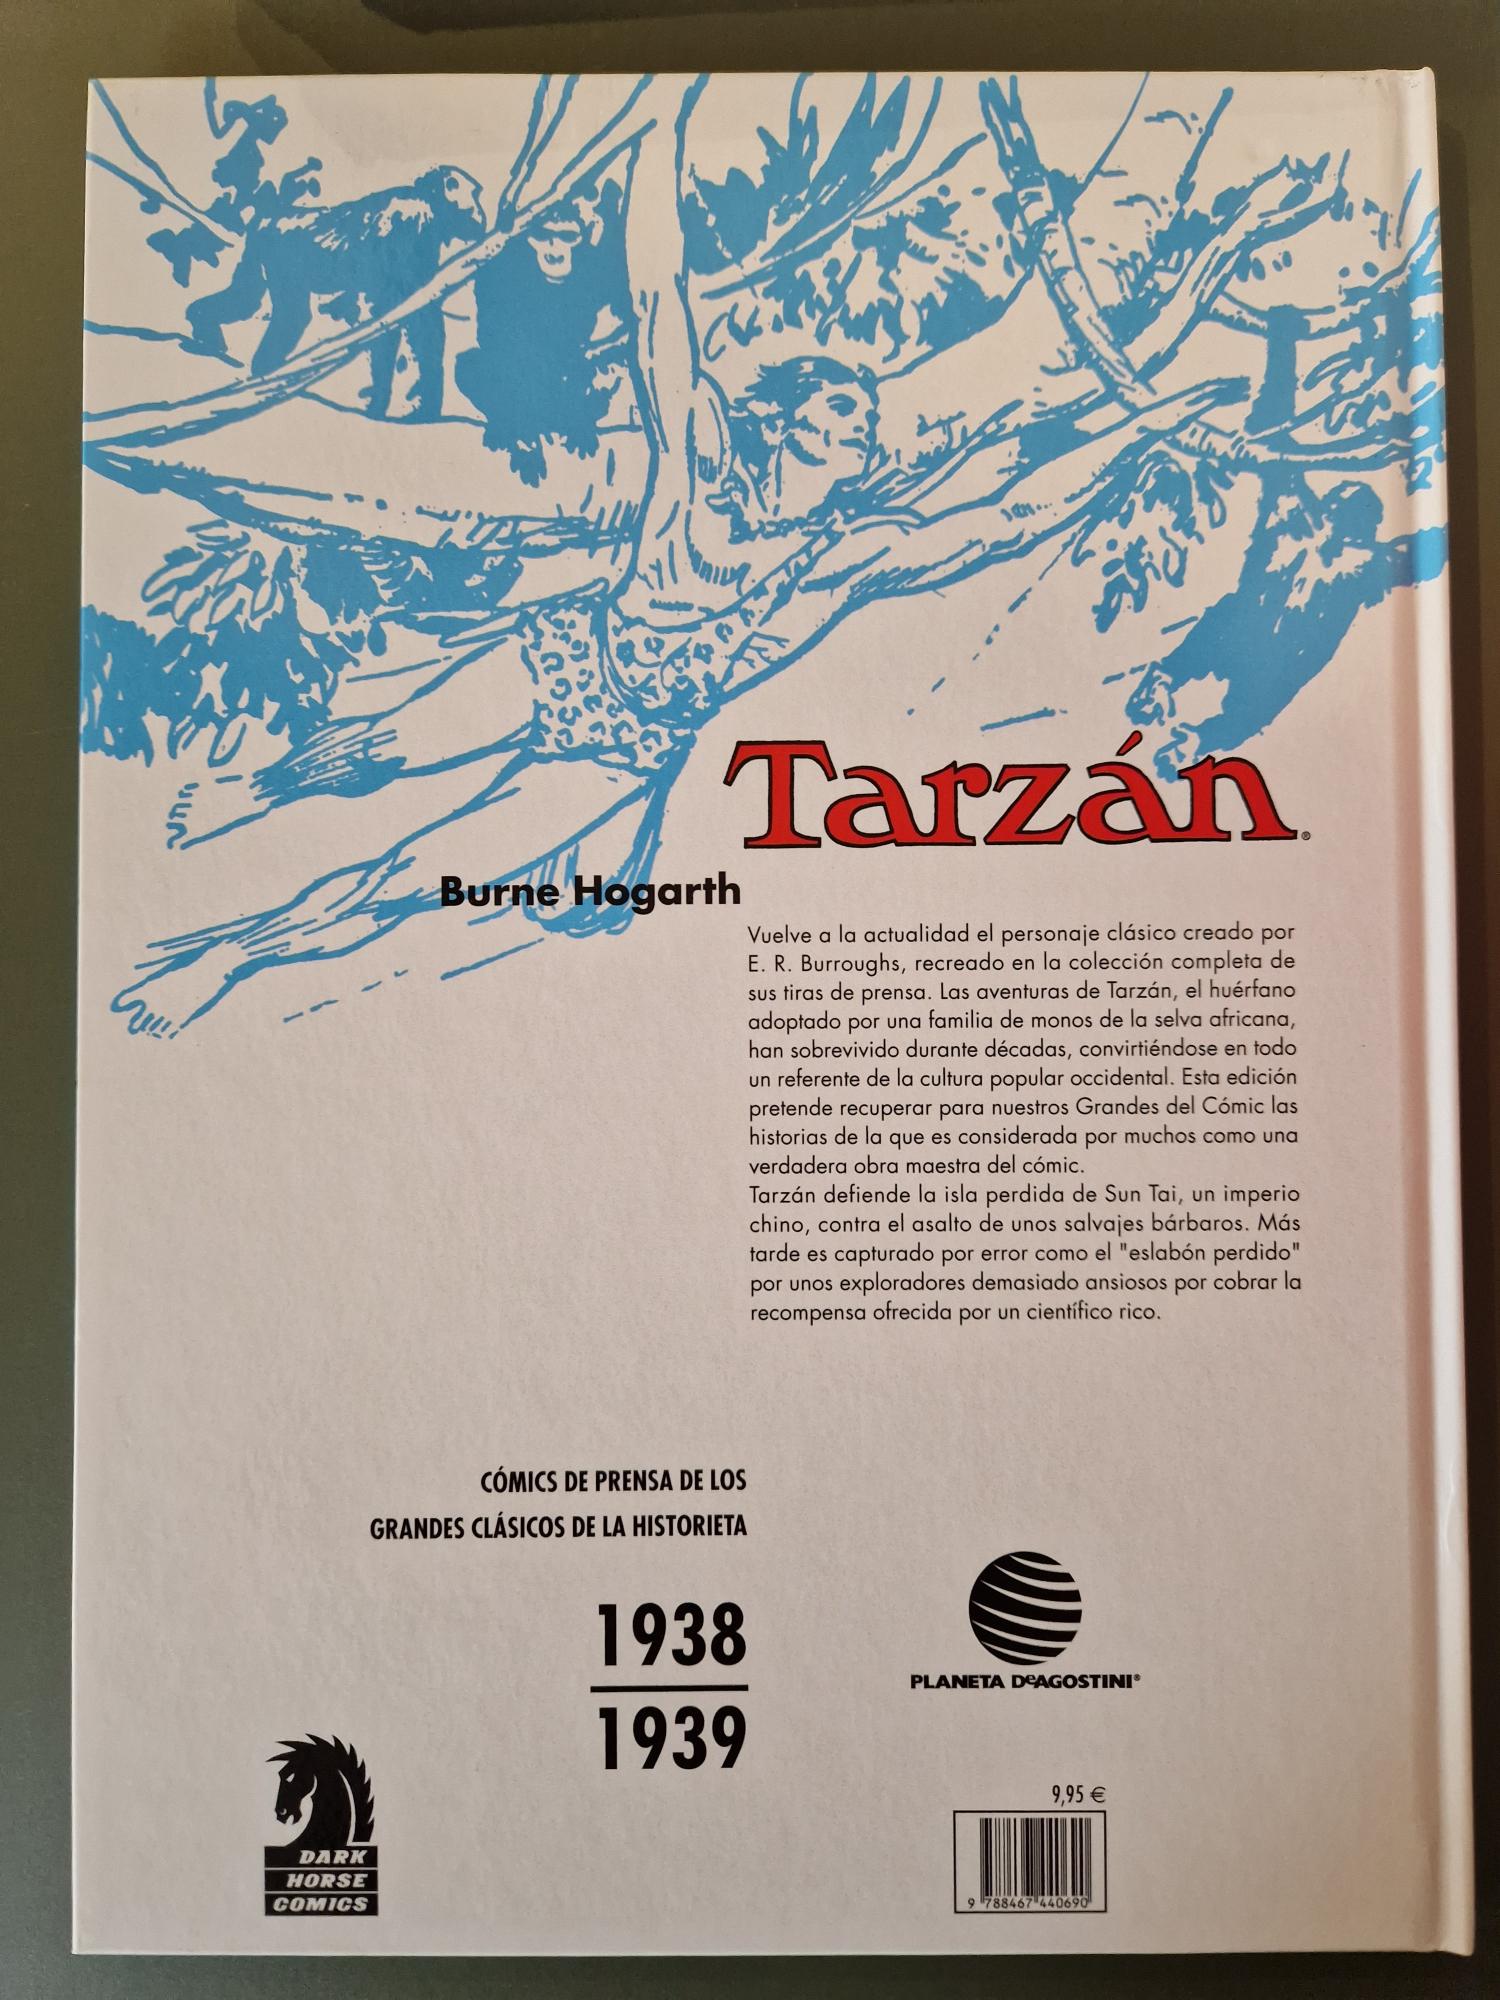 Tarzán®
Burne Hogarth
Vuelve a la actualidad el personaje clásico creado por
E. R. Burroughs, recreado en la colección completa de
sus tiras de prensa. Las aventuras de Tarzán, el huérfano
adoptado por una familia de monos de la selva africana,
han sobrevivido durante décadas, convirtiéndose en todo
un referente de la cultura popular occidental. Esta edición
pretende recuperar para nuestros Grandes del Cómic las
historias de la que es considerada por muchos como una
verdadera obra maestra del cómic.
Tarzán defiende la isla perdida de Sun Tai, un imperio
chino, contra el asalto de unos salvajes bárbaros. Más
tarde es capturado por error como el "eslabón perdido"
por unos exploradores demasiado ansiosos por cobrar la
recompensa ofrecida por un científico rico.
CÓMICS DE PRENSA DE LOS
GRANDES CLÁSICOS DE LA HISTORIETA
1938
1939
PLANETA DeAGOSTINI®
DARK
HORSE
COMICS
9,95 €
9 788467 440690